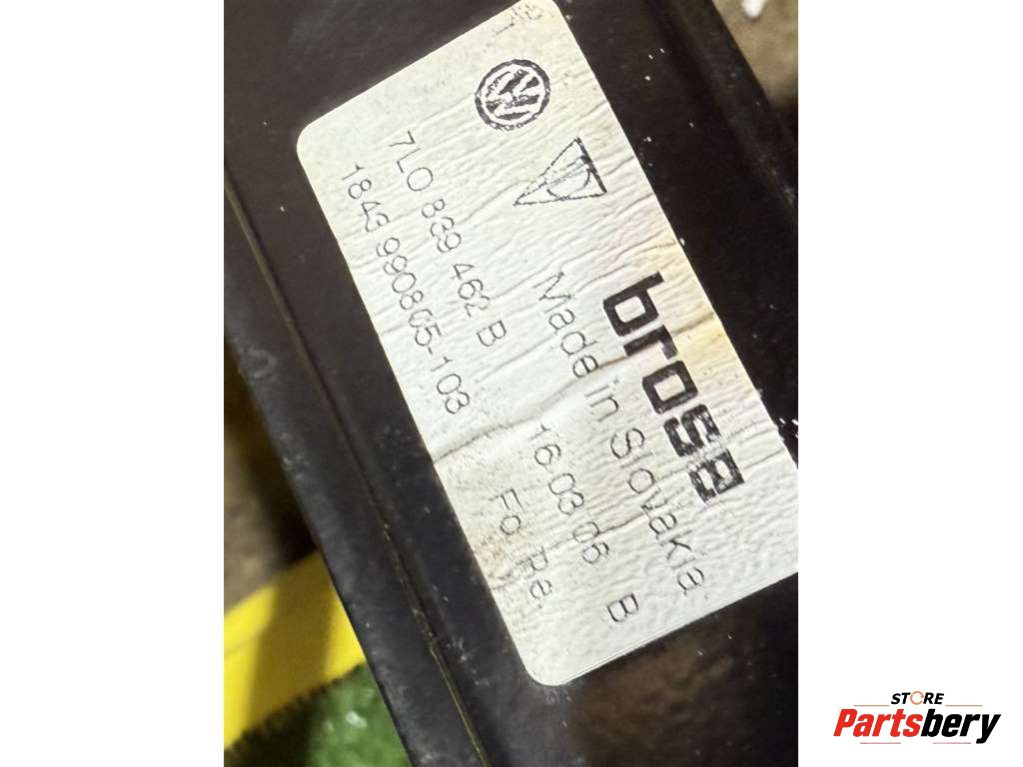 brose
Made in Slovakia
16.03.06 B
Fo Re.
7L0 839 462 B
1843 990805-103
STORE
Partsbery